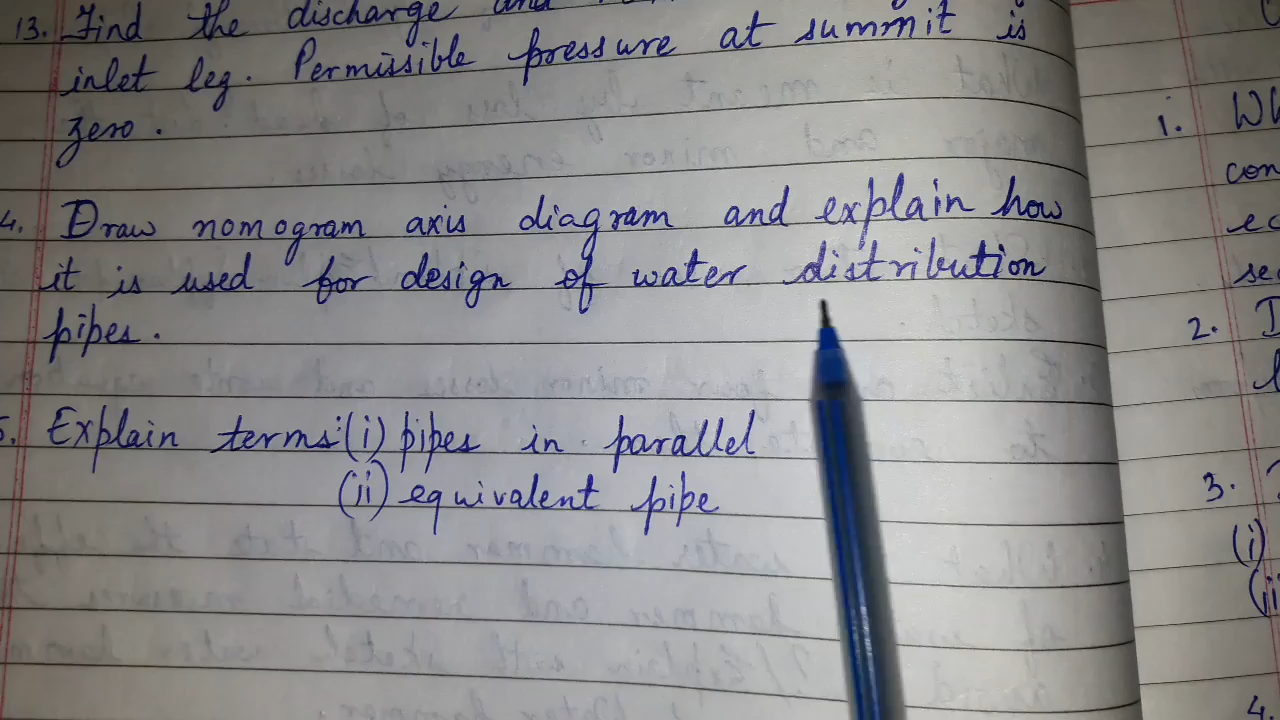 13. Find the discharge and
inlet leg. Permissible pressure at summit is
zero.
4. Draw nomogram axis diagram and explain how
it is used for design of water distribution
pipes.
5. Explain terms:(i) pipes in parallel
(ii) equivalent pipe
1. Wh
con
ec
se
2. I
3.
(i)
(ii
4.